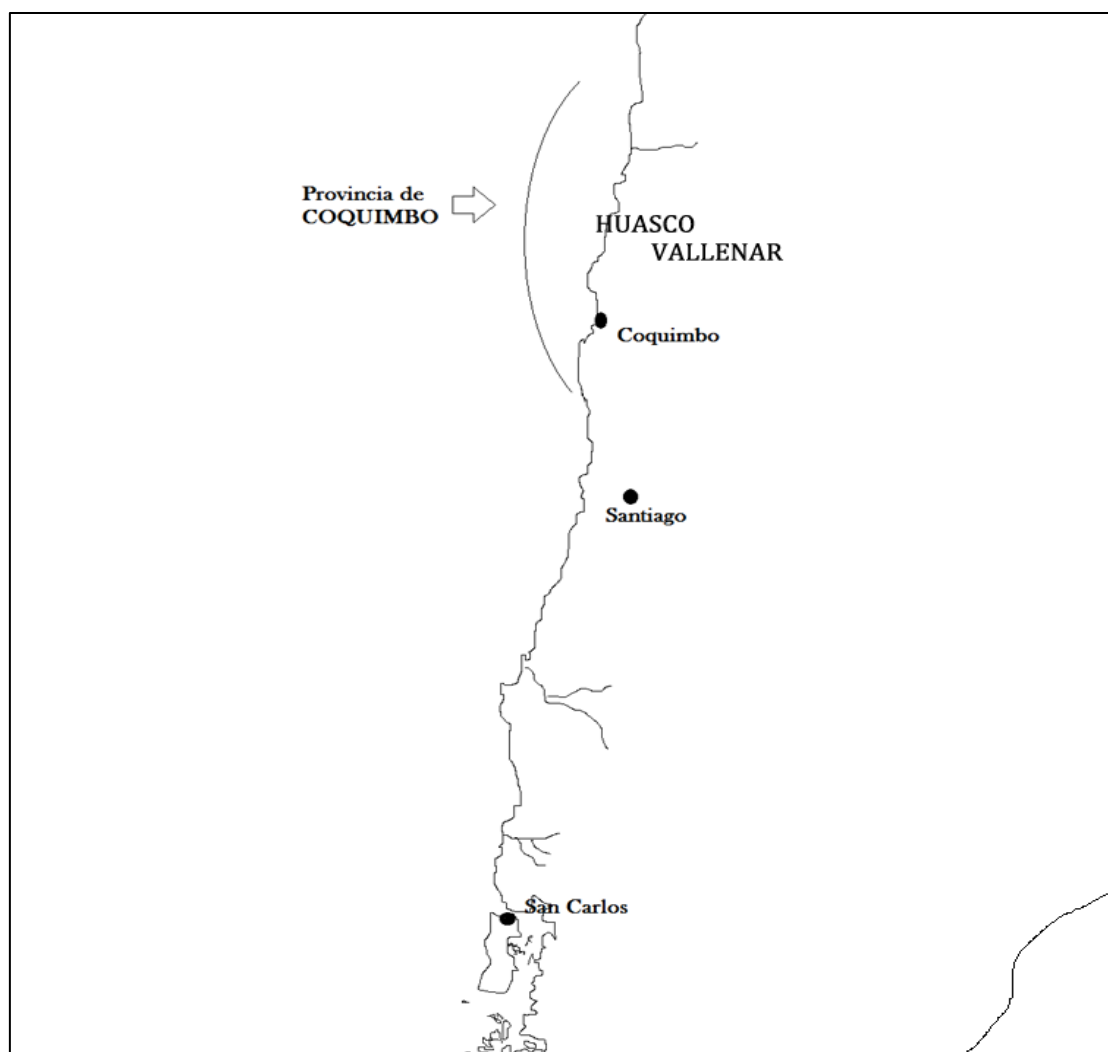 Provincia de
COQUIMBO
HUASCO
VALLENAR
Coquimbo
Santiago
San Carlos